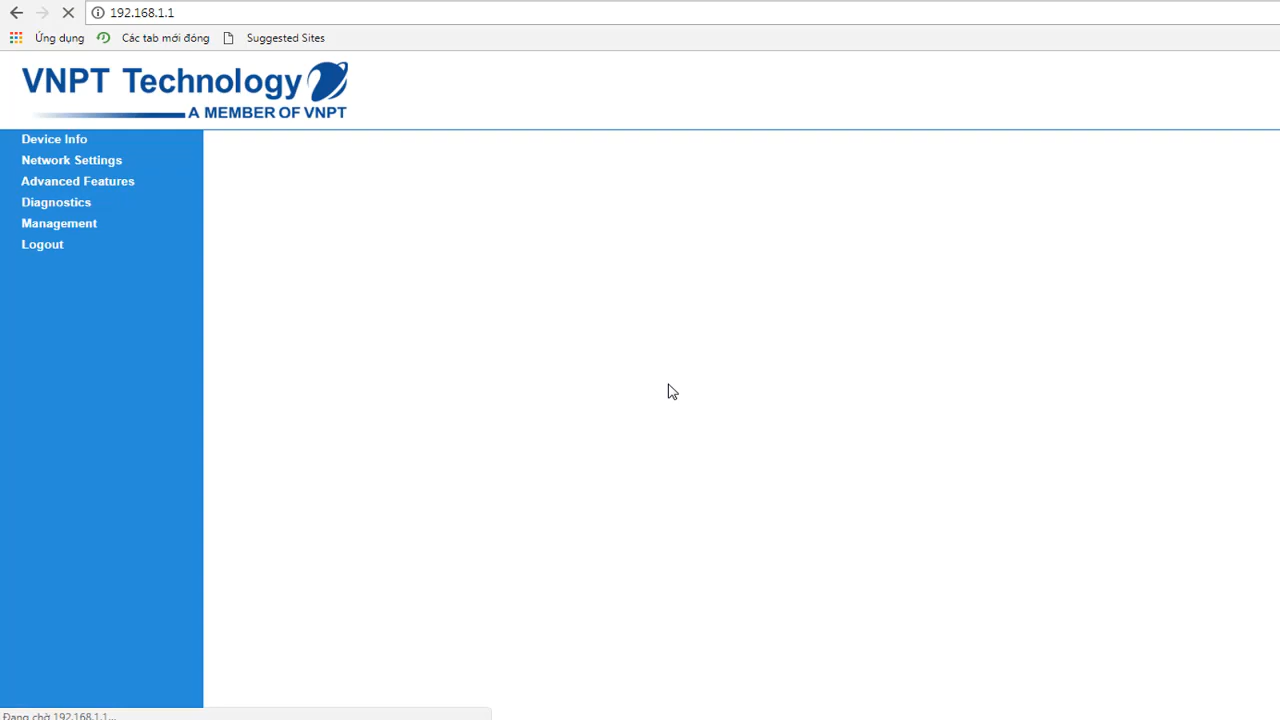 192.168.1.1
Ứng dụng Các tab mới đóng Suggested Sites
VNPT Technology
A MEMBER OF VNPT
Device Info
Network Settings
Advanced Features
Diagnostics
Management
Logout
Đang chờ 192.168.1.1...